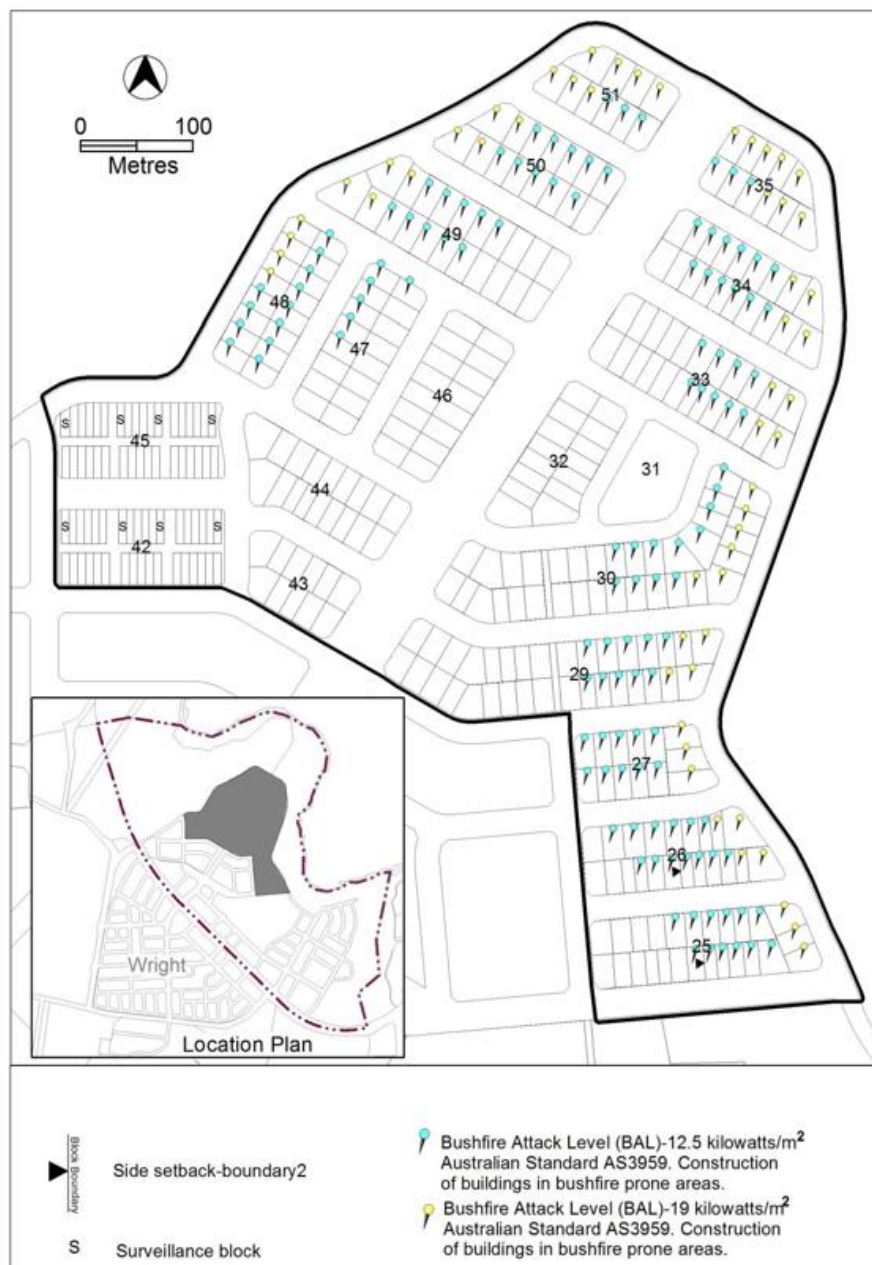 0 100
Metres
51
50
35
49
34
48
47
33
46
45
32
31
44
42
30
43
29
27
26
25
S S S S
S S S S
Wright
Location Plan
Block Boundary
Side setback-boundary2
S Surveillance block
Bushfire Attack Level (BAL)-12.5 kilowatts/m²
Australian Standard AS3959. Construction
of buildings in bushfire prone areas.
Bushfire Attack Level (BAL)-19 kilowatts/m²
Australian Standard AS3959. Construction
of buildings in bushfire prone areas.